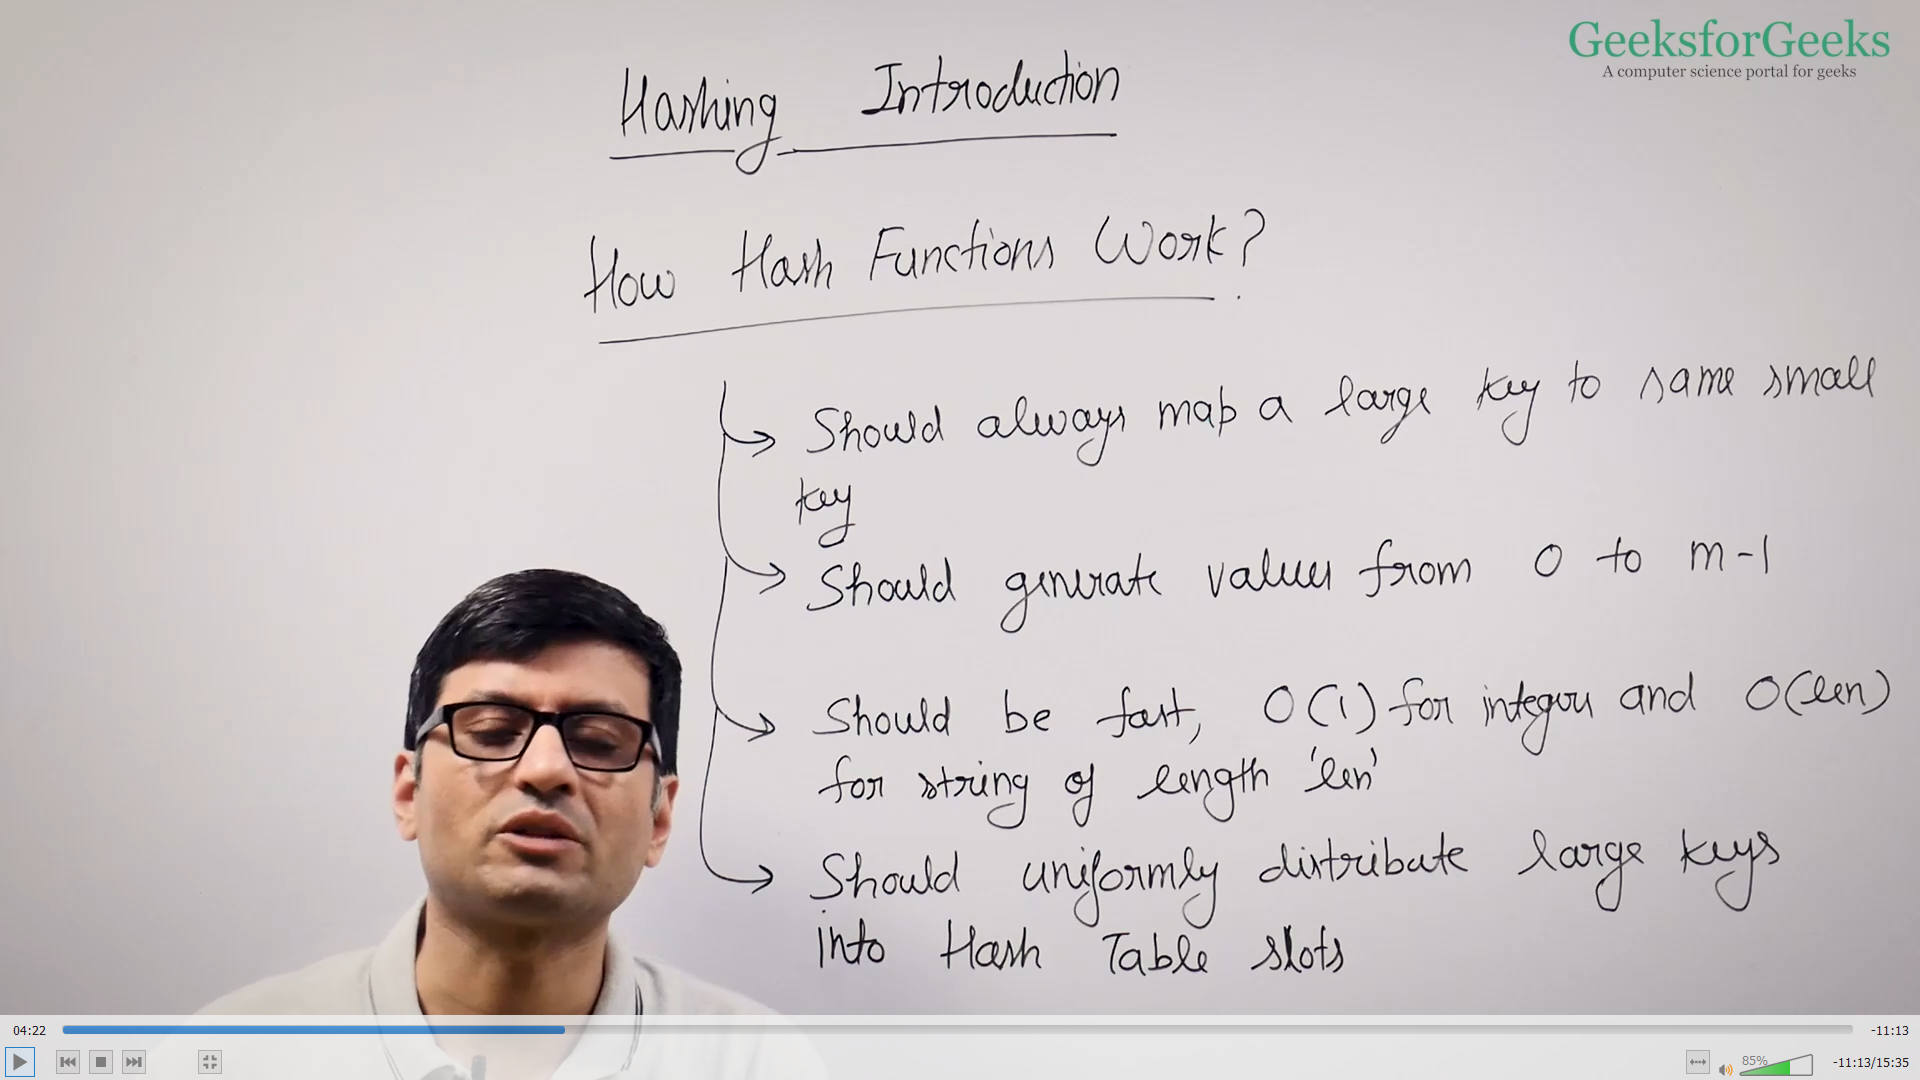 GeeksforGeeks
A computer science portal for geeks
Hashing Introduction
How Hash Functions Work?
Should always map a large key to same small
key
Should generate values from 0 to m-1
Should be fast, O(1) for integers and O(len)
for string of length 'len'
Should uniformly distribute large keys
into Hash Table slots
04:22
-11:13
85%
-11:13/15:35